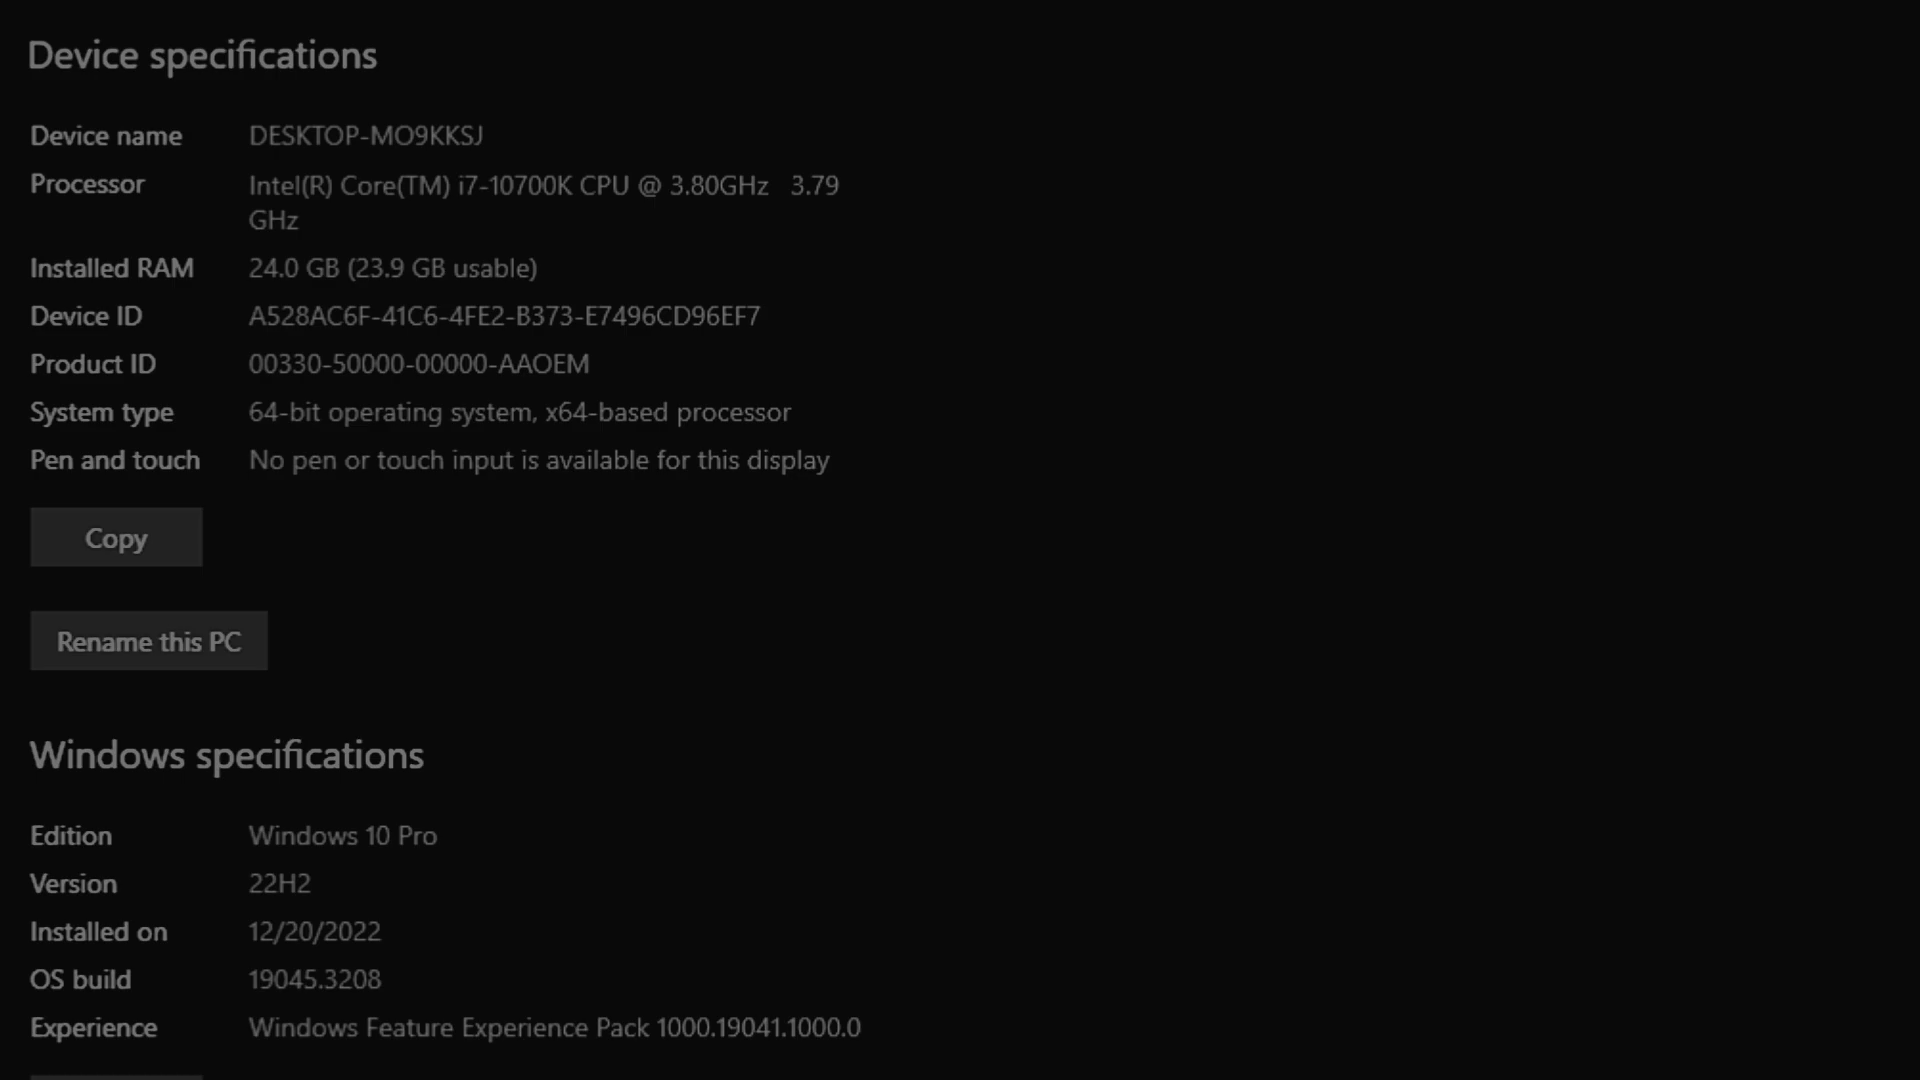 Device specifications
Device name DESKTOP-MO9KKSJ
Processor Intel(R) Core(TM) i7-10700K CPU @ 3.80GHz 3.79
GHz
Installed RAM 24.0 GB (23.9 GB usable)
Device ID A528AC6F-41C6-4FE2-B373-E7496CD96EF7
Product ID 00330-50000-00000-AAOEM
System type 64-bit operating system, x64-based processor
Pen and touch No pen or touch input is available for this display
Copy
Rename this PC
Windows specifications
Edition Windows 10 Pro
Version 22H2
Installed on 12/20/2022
OS build 19045.3208
Experience Windows Feature Experience Pack 1000.19041.1000.0